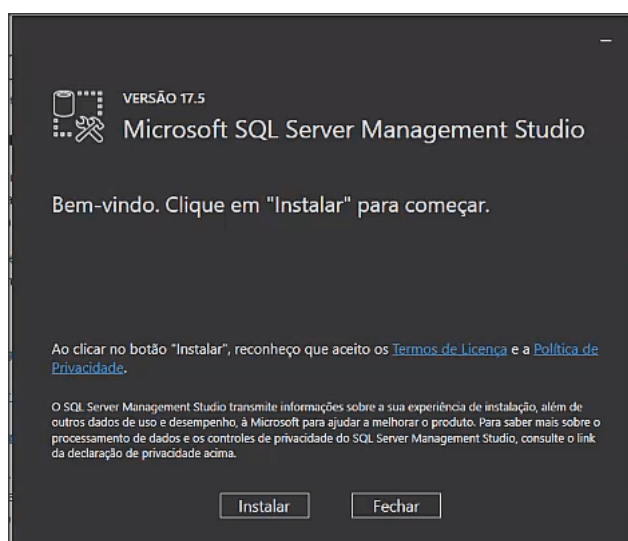 VERSÃO 17.5
Microsoft SQL Server Management Studio
Bem-vindo. Clique em "Instalar" para começar.
Ao clicar no botão "Instalar", reconheço que aceito os Termos de Licença e a Política de
Privacidade.
O SQL Server Management Studio transmite informações sobre a sua experiência de instalação, além de
outros dados de uso e desempenho, à Microsoft para ajudar a melhorar o produto. Para saber mais sobre o
processamento de dados e os controles de privacidade do SQL Server Management Studio, consulte o link
da declaração de privacidade acima.
Instalar Fechar